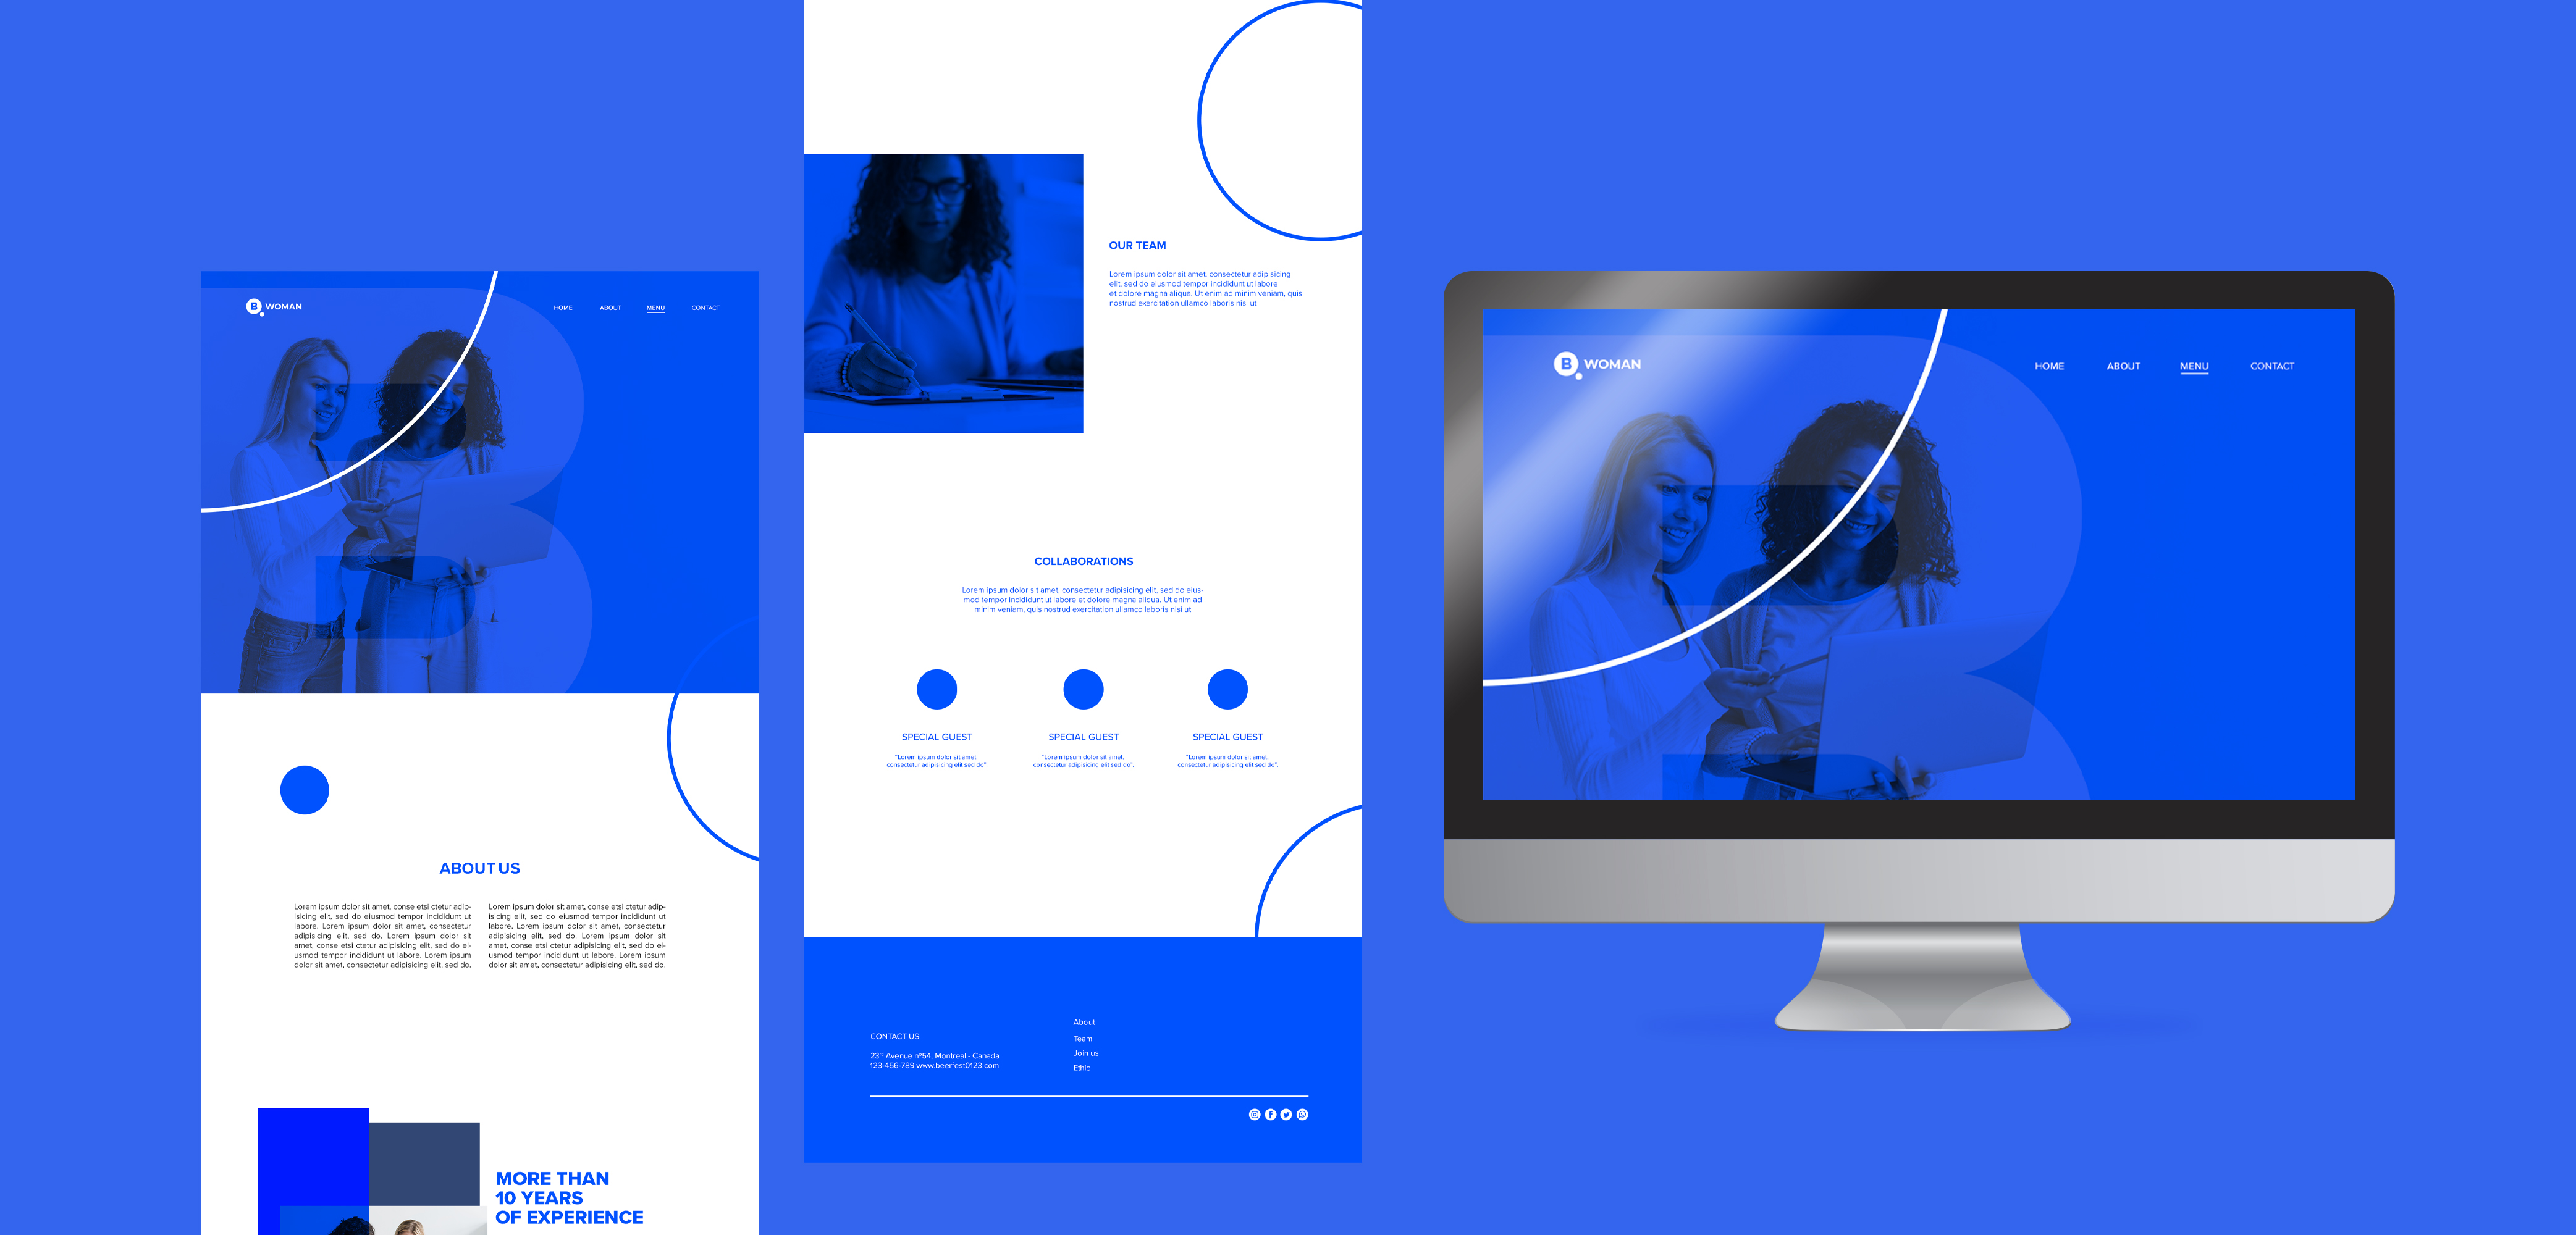 B WOMAN
HOME ABOUT MENU CONTACT
ABOUT US
Lorem ipsum dolor sit amet, conse etsi ctetur adip-
isicing elit, sed do eiusmod tempor incididunt ut
labore. Lorem ipsum dolor sit amet, consectetur
adipisicing elit, sed do. Lorem ipsum dolor sit
amet, conse etsi ctetur adipisicing elit, sed do ei-
usmod tempor incididunt ut labore. Lorem ipsum
dolor sit amet, consectetur adipisicing elit, sed do.
Lorem ipsum dolor sit amet, conse etsi ctetur adip-
isicing elit, sed do eiusmod tempor incididunt ut
labore. Lorem ipsum dolor sit amet, consectetur
adipisicing elit, sed do. Lorem ipsum dolor sit
amet, conse etsi ctetur adipisicing elit, sed do ei-
usmod tempor incididunt ut labore. Lorem ipsum
dolor sit amet, consectetur adipisicing elit, sed do.
MORE THAN
10 YEARS
OF EXPERIENCE
OUR TEAM
Lorem ipsum dolor sit amet, consectetur adipisicing
elit, sed do eiusmod tempor incididunt ut labore
et dolore magna aliqua. Ut enim ad minim veniam, quis
nostrud exercitation ullamco laboris nisi ut
COLLABORATIONS
Lorem ipsum dolor sit amet, consectetur adipisicing elit, sed do eius-
mod tempor incididunt ut labore et dolore magna aliqua. Ut enim ad
minim veniam, quis nostrud exercitation ullamco laboris nisi ut
SPECIAL GUEST
"Lorem ipsum dolor sit amet,
consectetur adipisicing elit sed do".
SPECIAL GUEST
"Lorem ipsum dolor sit amet,
consectetur adipisicing elit sed do".
SPECIAL GUEST
"Lorem ipsum dolor sit amet,
consectetur adipisicing elit sed do".
CONTACT US
23rd Avenue nº54, Montreal - Canada
123-456-789 www.beerfest0123.com
About
Team
Join us
Ethic
B WOMAN
HOME ABOUT MENU CONTACT
B